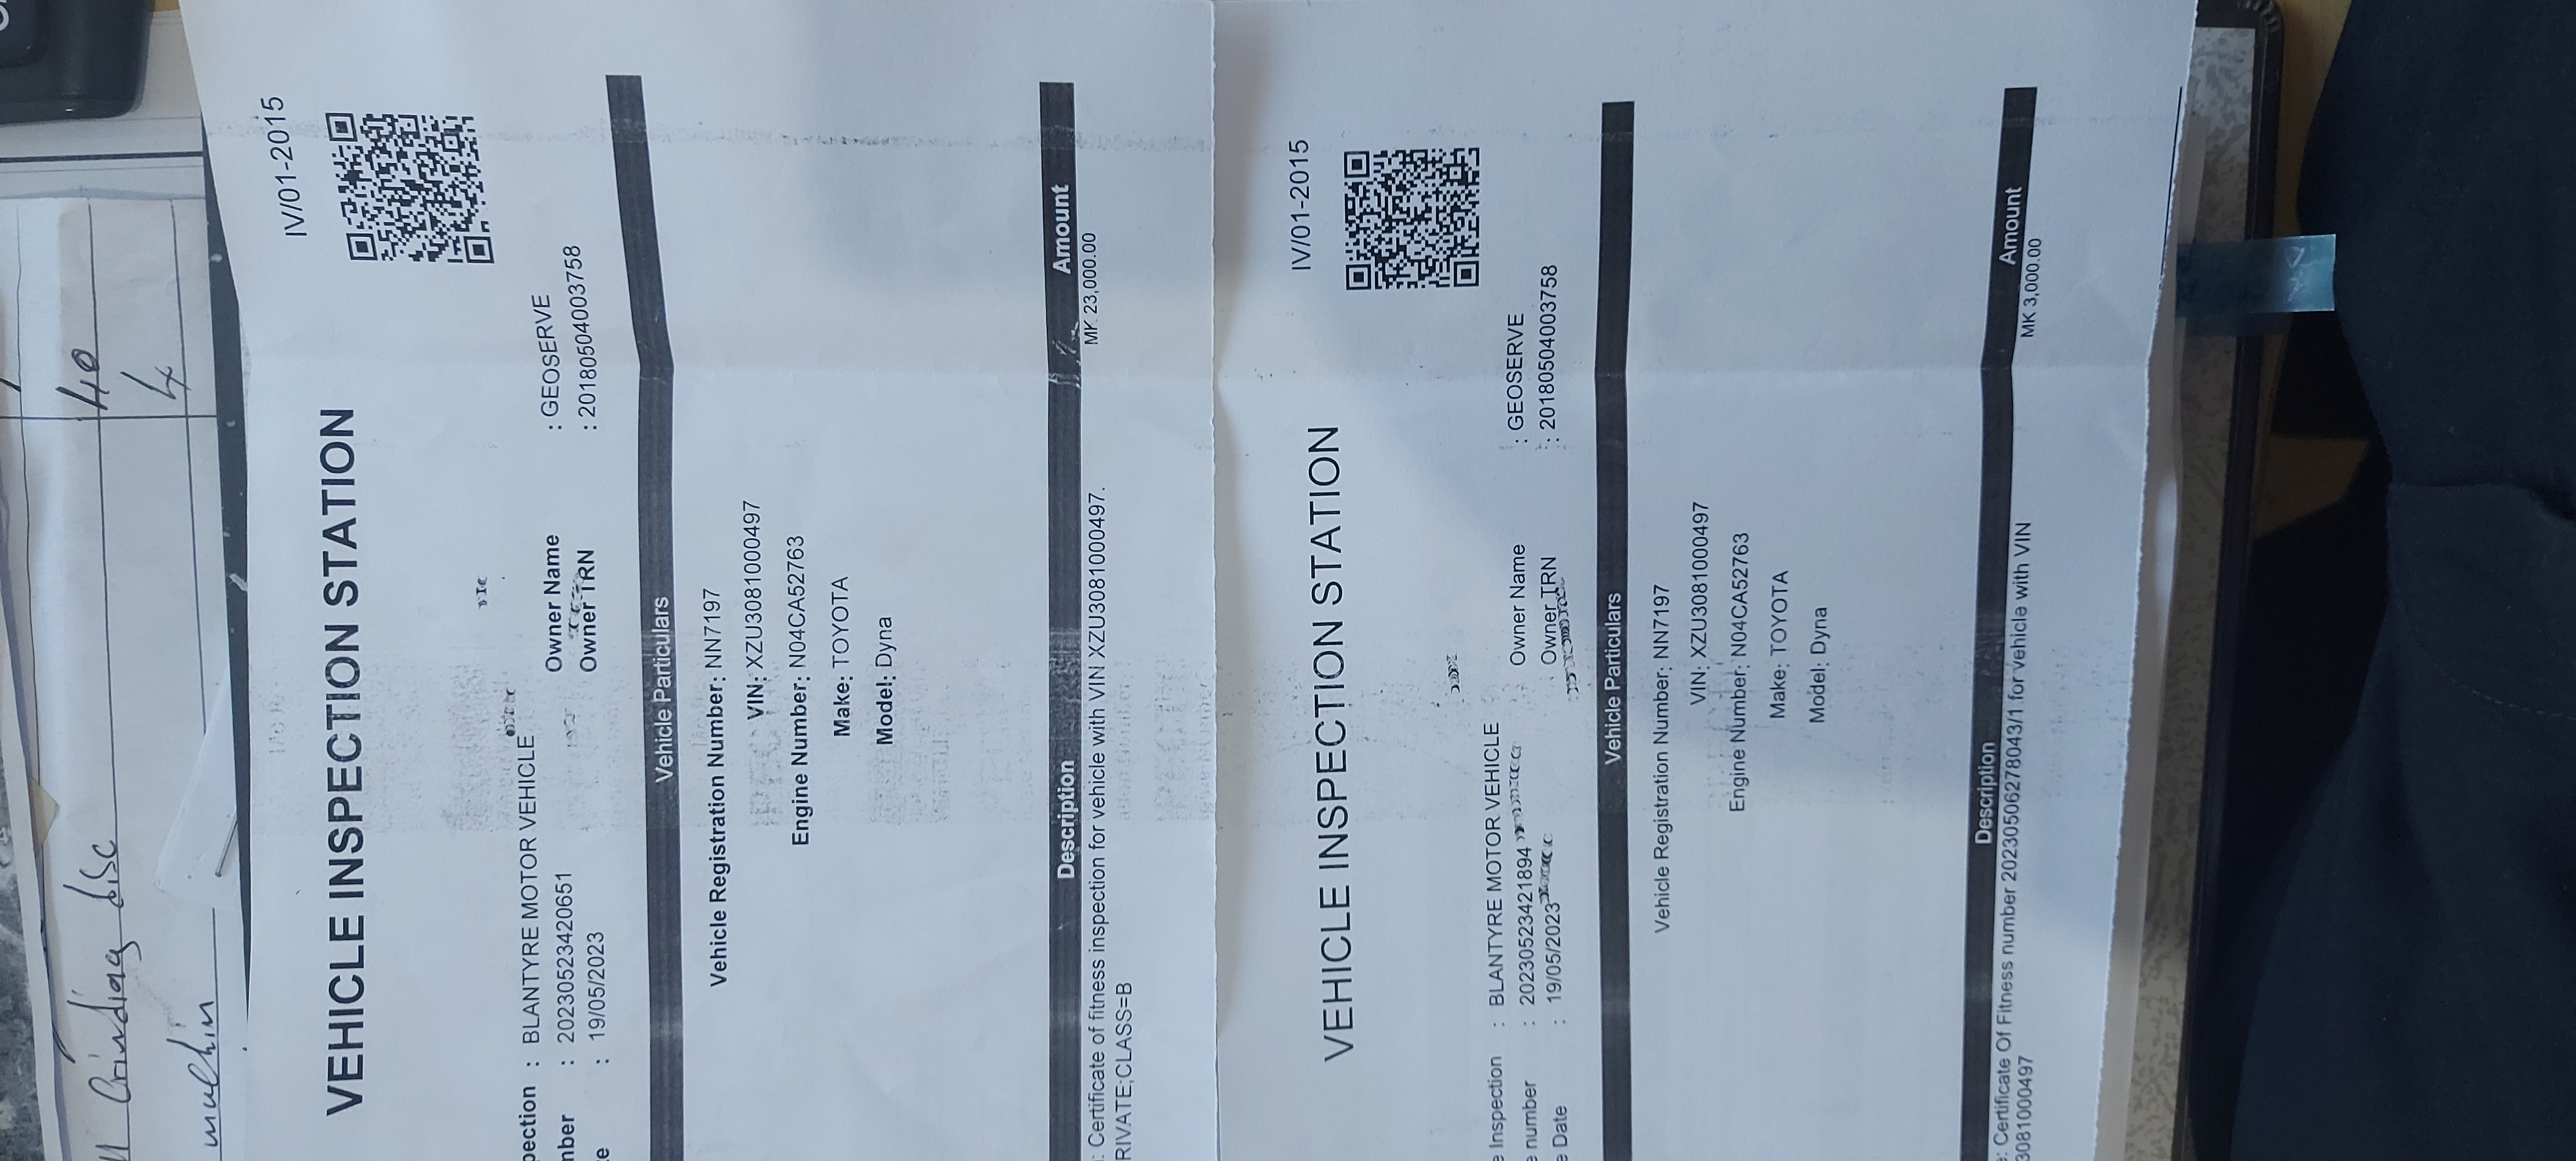 Grinding disc 40
4
IV/01-2015
VEHICLE INSPECTION STATION
pection : BLANTYRE MOTOR VEHICLE
mber : 20230523420651
e : 19/05/2023
Owner Name : GEOSERVE
Owner TRN : 20180504003758
Vehicle Particulars
Vehicle Registration Number: NN7197
VIN: XZU3081000497
Engine Number: N04CA52763
Make: TOYOTA
Model: Dyna
Description Amount
: Certificate of fitness inspection for vehicle with VIN XZU3081000497. MK 23,000.00
RIVATE;CLASS=B
IV/01-2015
VEHICLE INSPECTION STATION
e Inspection : BLANTYRE MOTOR VEHICLE
e number : 20230523421894
e Date : 19/05/2023
Owner Name : GEOSERVE
Owner TRN : 20180504003758
Vehicle Particulars
Vehicle Registration Number: NN7197
VIN: XZU3081000497
Engine Number: N04CA52763
Make: TOYOTA
Model: Dyna
Description Amount
e: Certificate Of Fitness number 20230506278043/1 for vehicle with VIN MK 3,000.00
3081000497